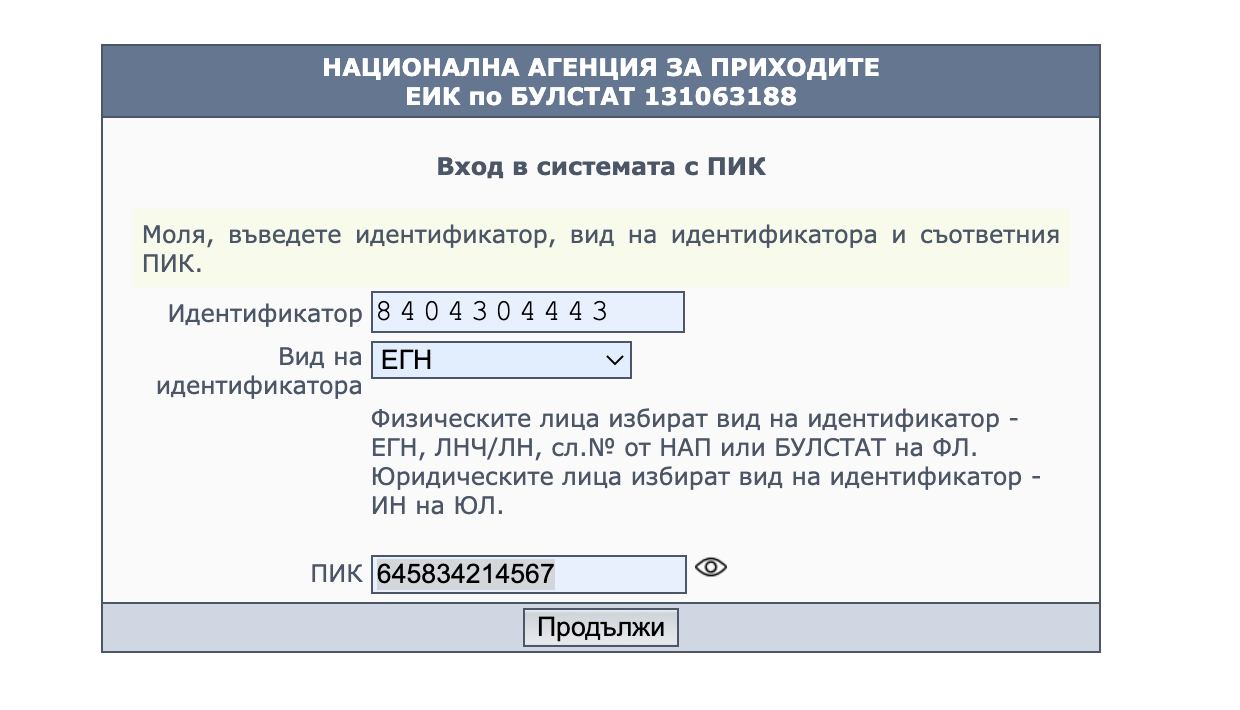 НАЦИОНАЛНА АГЕНЦИЯ ЗА ПРИХОДИТЕ
ЕИК по БУЛСТАТ 131063188
Вход в системата с ПИК
Моля, въведете идентификатор, вид на идентификатора и съответния
ПИК.
Идентификатор 8404304443
Вид на ЕГН
идентификатора
Физическите лица избират вид на идентификатор -
ЕГН, ЛНЧ/ЛН, сл.№ от НАП или БУЛСТАТ на ФЛ.
Юридическите лица избират вид на идентификатор -
ИН на ЮЛ.
ПИК 645834214567
Продължи